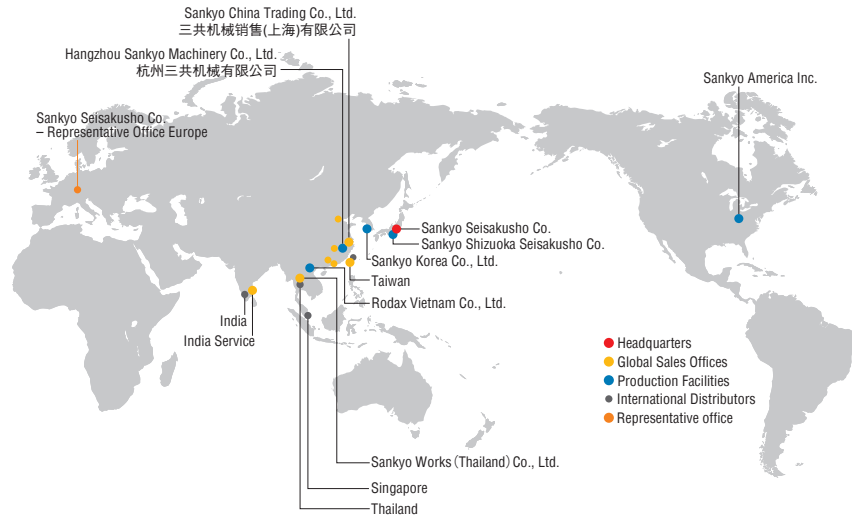 Sankyo China Trading Co., Ltd.
三共机械销售(上海)有限公司
Hangzhou Sankyo Machinery Co., Ltd.
杭州三共机械有限公司
Sankyo America Inc.
Sankyo Seisakusho Co.
– Representative Office Europe
Sankyo Seisakusho Co.
Sankyo Shizuoka Seisakusho Co.
Sankyo Korea Co., Ltd.
Taiwan
Rodax Vietnam Co., Ltd.
India
India Service
Headquarters
Global Sales Offices
Production Facilities
International Distributors
Representative office
Sankyo Works (Thailand) Co., Ltd.
Singapore
Thailand